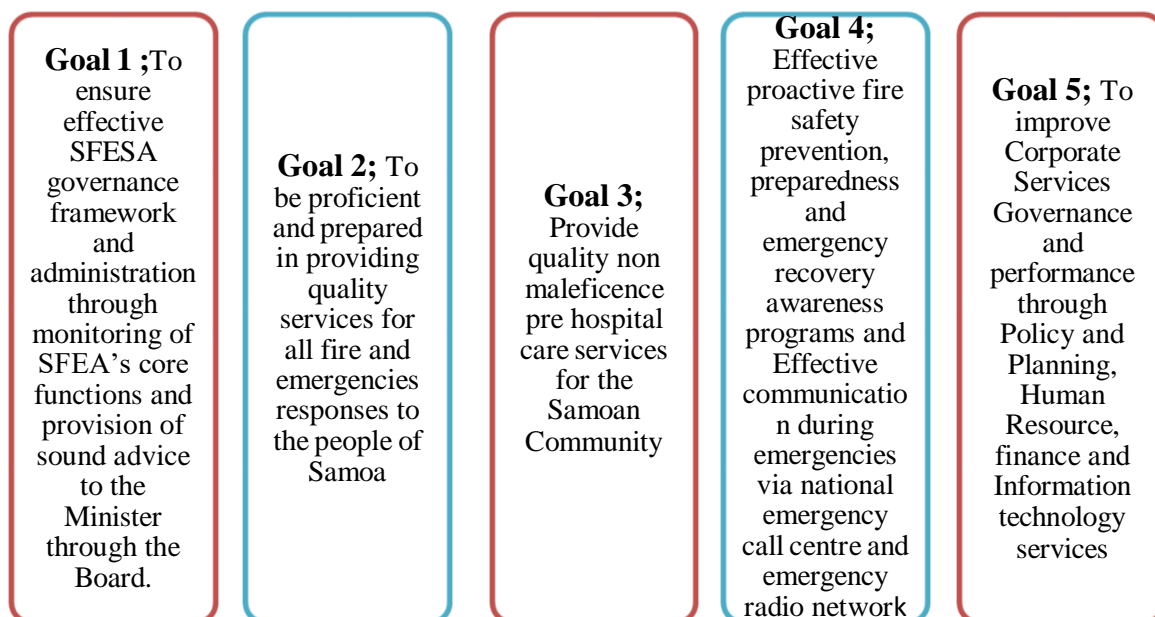 Goal 1 ;To
ensure
effective
SFESA
governance
framework
and
administration
through
monitoring of
SFEA’s core
functions and
provision of
sound advice
to the
Minister
through the
Board.
Goal 2; To
be proficient
and prepared
in providing
quality
services for
all fire and
emergencies
responses to
the people of
Samoa
Goal 3;
Provide
quality non
maleficence
pre hospital
care services
for the
Samoan
Community
Goal 4;
Effective
proactive fire
safety
prevention,
preparedness
and
emergency
recovery
awareness
programs and
Effective
communicatio
n during
emergencies
via national
emergency
call centre and
emergency
radio network
Goal 5; To
improve
Corporate
Services
Governance
and
performance
through
Policy and
Planning,
Human
Resource,
finance and
Information
technology
services